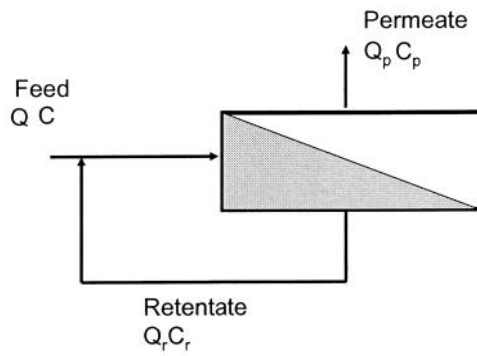 Permeate
Qp Cp
Feed
Q C
Retentate
QrCr